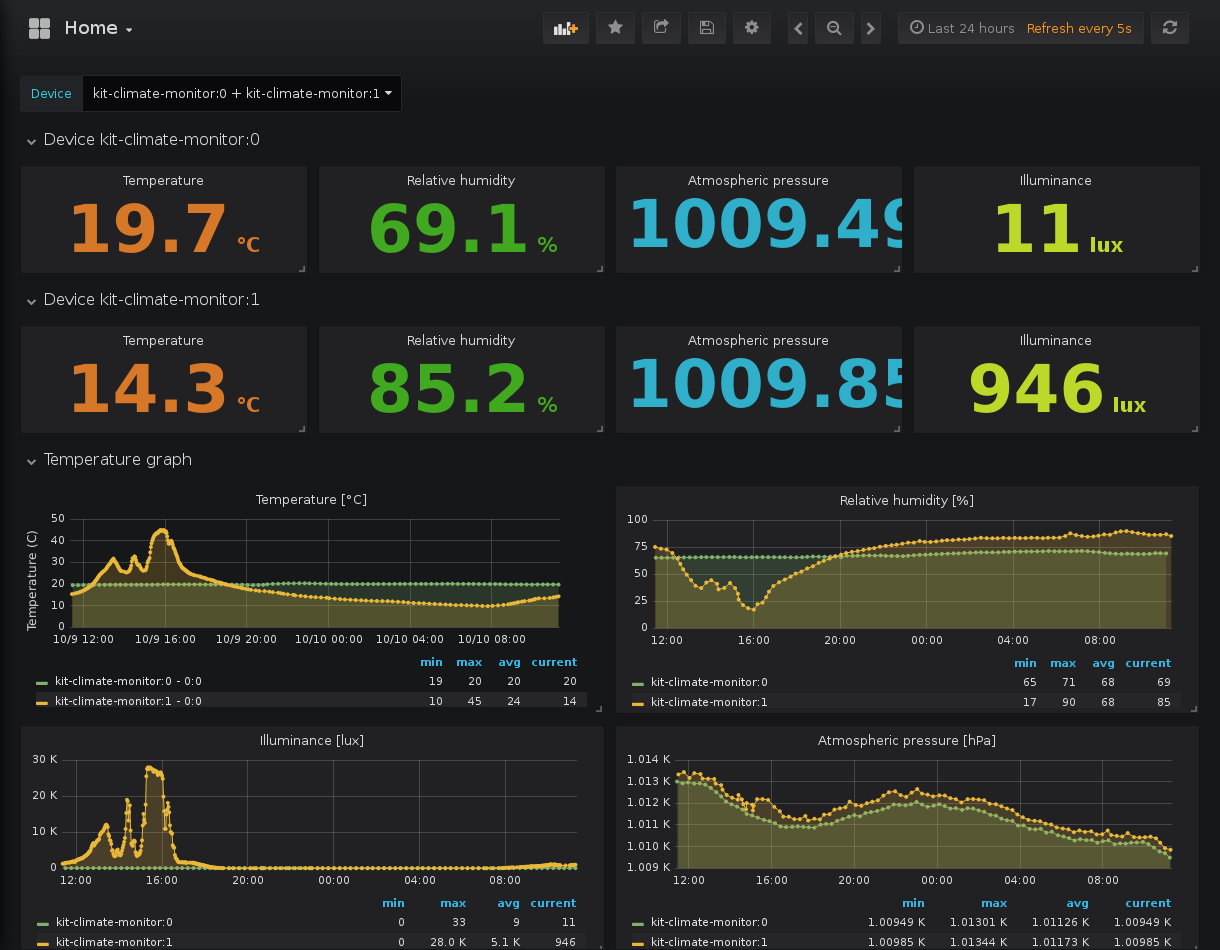 Home
Last 24 hours Refresh every 5s
Device kit-climate-monitor:0 + kit-climate-monitor:1
Device kit-climate-monitor:0
Temperature Relative humidity Atmospheric pressure Illuminance
19.7 °C 69.1 % 1009.49 11 lux
Device kit-climate-monitor:1
Temperature Relative humidity Atmospheric pressure Illuminance
14.3 °C 85.2 % 1009.85 946 lux
Temperature graph
Temperature [°C]
Temperature (C)
50
40
30
20
10
0
10/9 12:00 10/9 16:00 10/9 20:00 10/10 00:00 10/10 04:00 10/10 08:00
min max avg current
kit-climate-monitor:0 - 0:0 19 20 20 20
kit-climate-monitor:1 - 0:0 10 45 24 14
Relative humidity [%]
100
75
50
25
0
12:00 16:00 20:00 00:00 04:00 08:00
min max avg current
kit-climate-monitor:0 65 71 68 69
kit-climate-monitor:1 17 90 68 85
Illuminance [lux]
30 K
20 K
10 K
0
12:00 16:00 20:00 00:00 04:00 08:00
min max avg current
kit-climate-monitor:0 0 33 9 11
kit-climate-monitor:1 0 28.0 K 5.1 K 946
Atmospheric pressure [hPa]
1.014 K
1.013 K
1.012 K
1.011 K
1.010 K
1.009 K
12:00 16:00 20:00 00:00 04:00 08:00
min max avg current
kit-climate-monitor:0 1.00949 K 1.01301 K 1.01126 K 1.00949 K
kit-climate-monitor:1 1.00985 K 1.01344 K 1.01173 K 1.00985 K